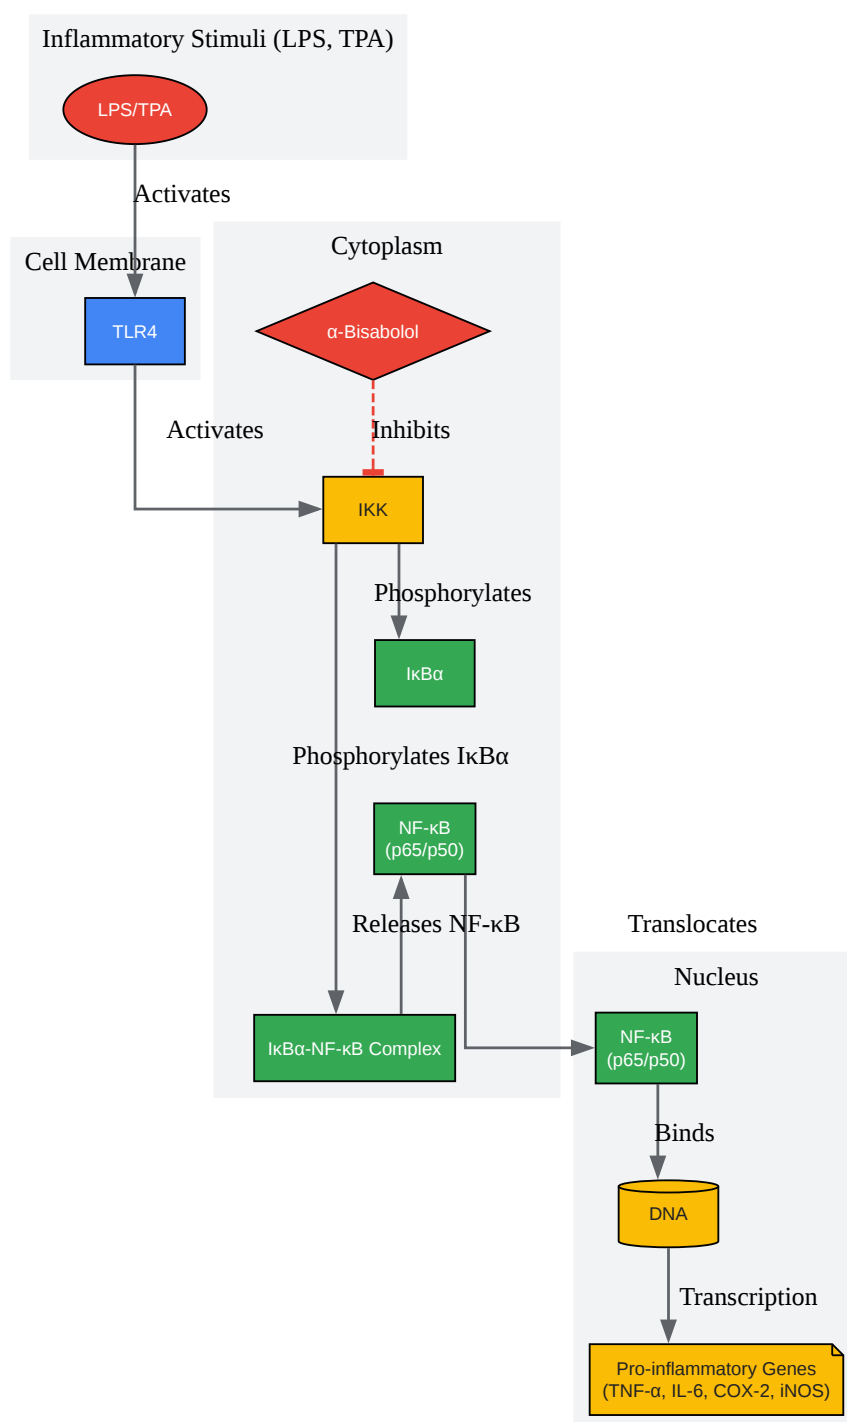 Inflammatory Stimuli (LPS, TPA)
LPS/TPA
Activates
Cell Membrane
TLR4
Activates
Cytoplasm
α-Bisabolol
Inhibits
IKK
Phosphorylates
IκBα
Phosphorylates IκBα
NF-κB
(p65/p50)
Releases NF-κB
IκBα-NF-κB Complex
Translocates
Nucleus
NF-κB
(p65/p50)
Binds
DNA
Transcription
Pro-inflammatory Genes
(TNF-α, IL-6, COX-2, iNOS)